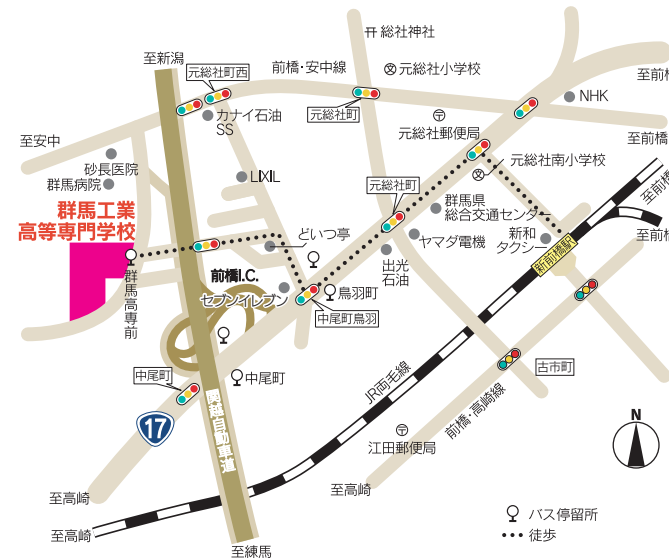 総社神社
至新潟
元総社町西
前橋・安中線
元総社小学校
至前橋
NHK
カナイ石油
SS
元総社町
元総社郵便局
至前橋
至安中
砂長医院
群馬病院
LIXIL
元総社南小学校
元総社町
群馬県
総合交通センター
至前橋
至前橋
群馬工業
高等専門学校
どいつ亭
ヤマダ電機
新和
タクシー
新前橋駅
出光
石油
群馬高専前
前橋I.C.
セブンイレブン
鳥羽町
中尾町鳥羽
中尾町
中尾町
古市町
17
関越自動車道
JR両毛線
前橋・高崎線
江田郵便局
N
至高崎
至高崎
至高崎
至練馬
バス停留所
徒歩